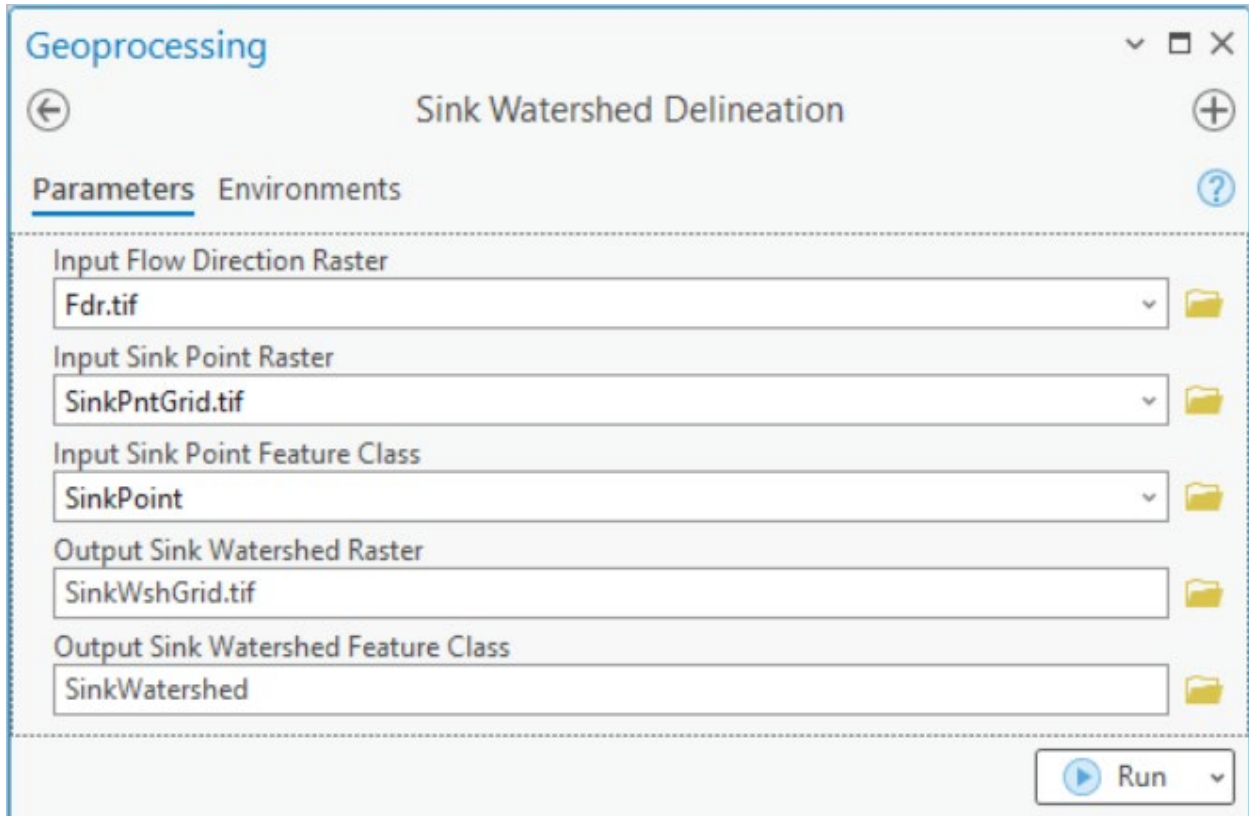 Geoprocessing
Sink Watershed Delineation
Parameters Environments
Input Flow Direction Raster
Fdr.tif
Input Sink Point Raster
SinkPntGrid.tif
Input Sink Point Feature Class
SinkPoint
Output Sink Watershed Raster
SinkWshGrid.tif
Output Sink Watershed Feature Class
SinkWatershed
Run